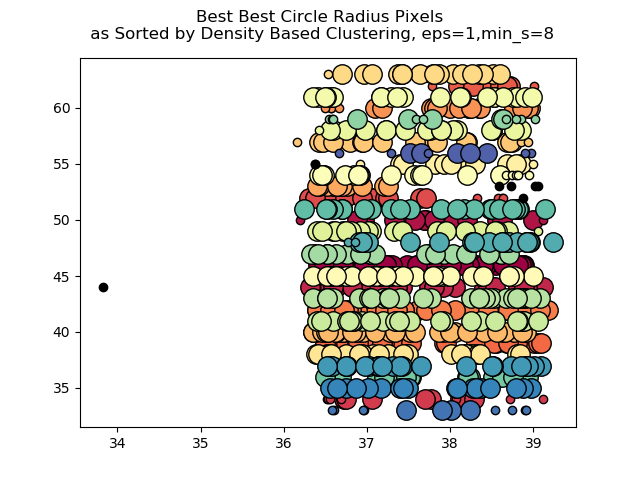 Best Best Circle Radius Pixels
as Sorted by Density Based Clustering, eps=1,min_s=8
60
55
50
45
40
35
34 35 36 37 38 39